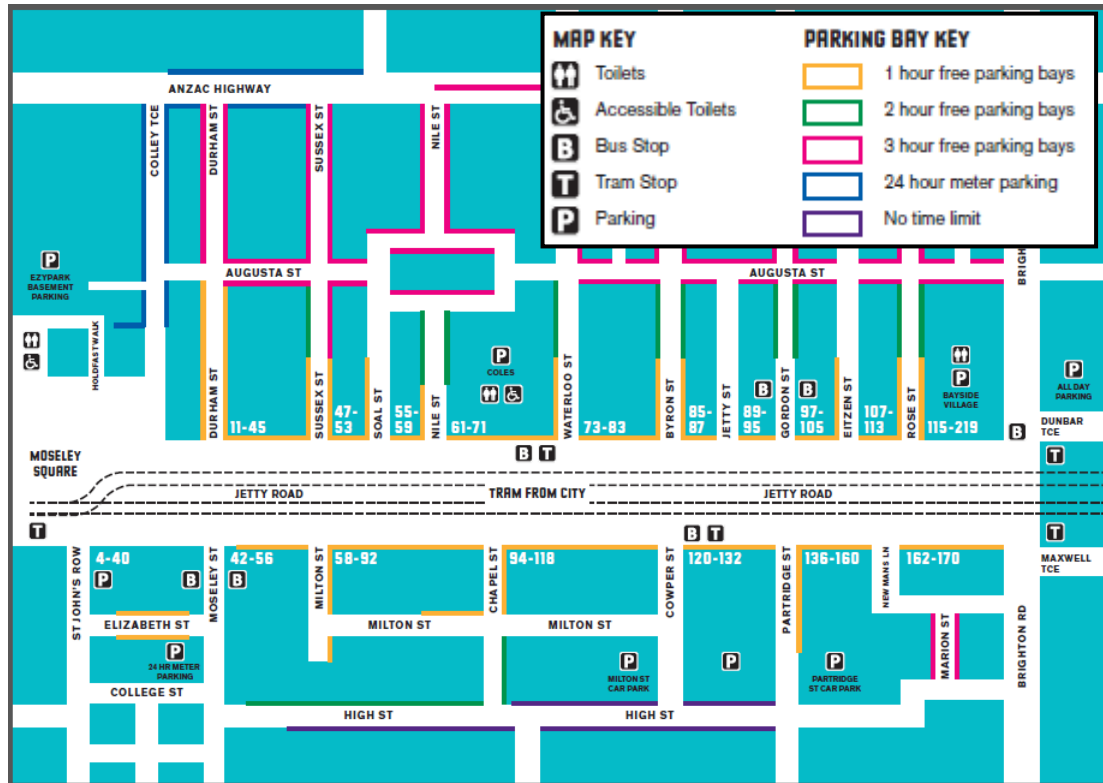 MAP KEY
Toilets
Accessible Toilets
B Bus Stop
T Tram Stop
P Parking
PARKING BAY KEY
1 hour free parking bays
2 hour free parking bays
3 hour free parking bays
24 hour meter parking
No time limit
ANZAC HIGHWAY
COLLEY TCE
DURHAM ST
SUSSEX ST
NILE ST
P
EZYPARK
BASEMENT
PARKING
AUGUSTA ST
AUGUSTA ST
BRIGH
HOLDFAST WALK
DURHAM ST
11-45
SUSSEX ST
47-
53
SOAL ST
55-
59
NILE ST
P
COLES
61-71
WATERLOO ST
73-83
BYRON ST
85-
87
JETTY ST
B
89-
95
GORDON ST
B
97-
105
EITZEN ST
107-
113
ROSE ST
P
BAYSIDE
VILLAGE
115-219
P
ALL DAY
PARKING
B
DUNBAR
TCE
T
B T
MOSELEY
SQUARE
JETTY ROAD
TRAM FROM CITY
JETTY ROAD
T
B T
T
MAXWELL
TCE
ST JOHN'S ROW
4-40
P
B
MOSELEY ST
42-56
B
MILTON ST
58-92
CHAPEL ST
94-118
COWPER ST
120-132
PARTRIDGE ST
136-160
NEW MANS LN
162-170
ELIZABETH ST
MILTON ST
MILTON ST
MARION ST
BRIGHTON RD
P
24 HR METER
PARKING
P
MILTON ST
CAR PARK
P
P
PARTRIDGE
ST CAR PARK
COLLEGE ST
HIGH ST
HIGH ST